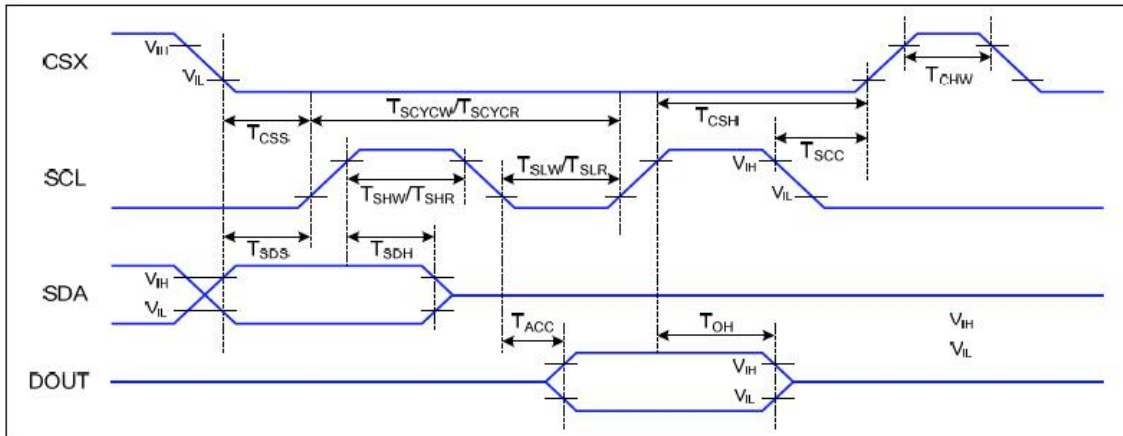 CSX
VIH
VIL
TCHW
TSCYCW/TSCYCR
TCSS
TCSH
TSCC
SCL
TSLW/TSLR
TSHW/TSHR
VIH
VIL
TSDS
TSDH
SDA
VIH
VIL
TACC
TOH
VIH
VIL
DOUT
VIH
VIL